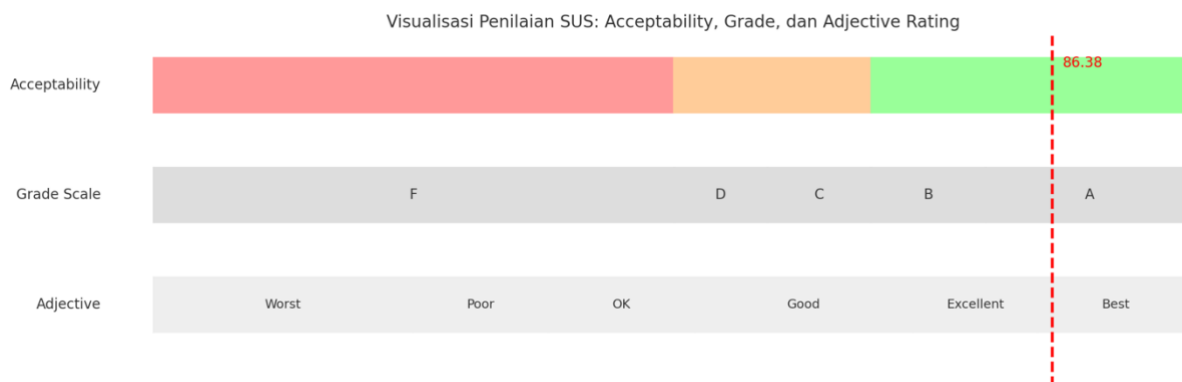 Visualisasi Penilaian SUS: Acceptability, Grade, dan Adjective Rating
86.38
Acceptability
Grade Scale F D C B A
Adjective Worst Poor OK Good Excellent Best